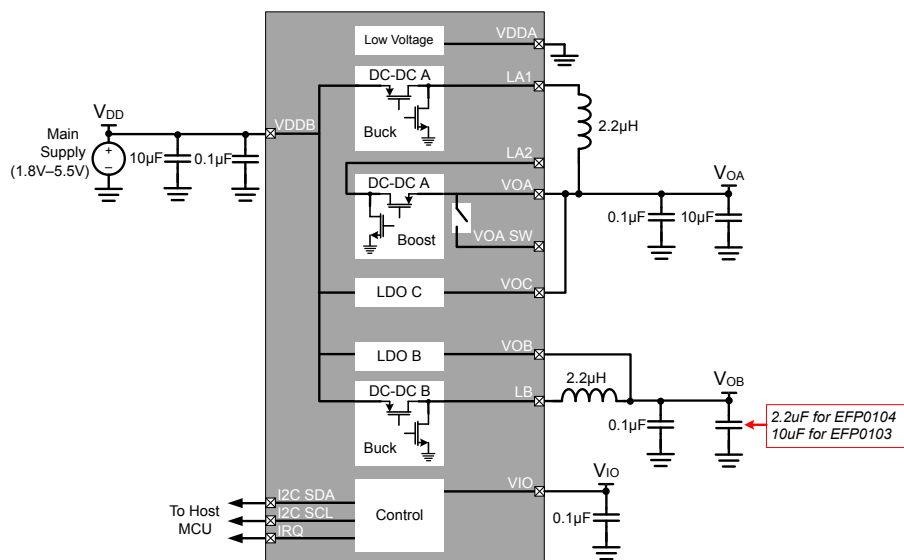 Low Voltage
VDDA
DC-DC A
LA1
Buck
2.2µH
VDD
VDDB
Main
Supply
(1.8V–5.5V)
10µF
0.1µF
LA2
DC-DC A
VOA
VOA
Boost
VOA SW
0.1µF
10µF
LDO C
VOC
LDO B
VOB
DC-DC B
LB
2.2µH
VOB
Buck
0.1µF
2.2uF for EFP0104
10uF for EFP0103
VIO
VIO
Control
0.1µF
To Host
MCU
I2C SDA
I2C SCL
IRQ